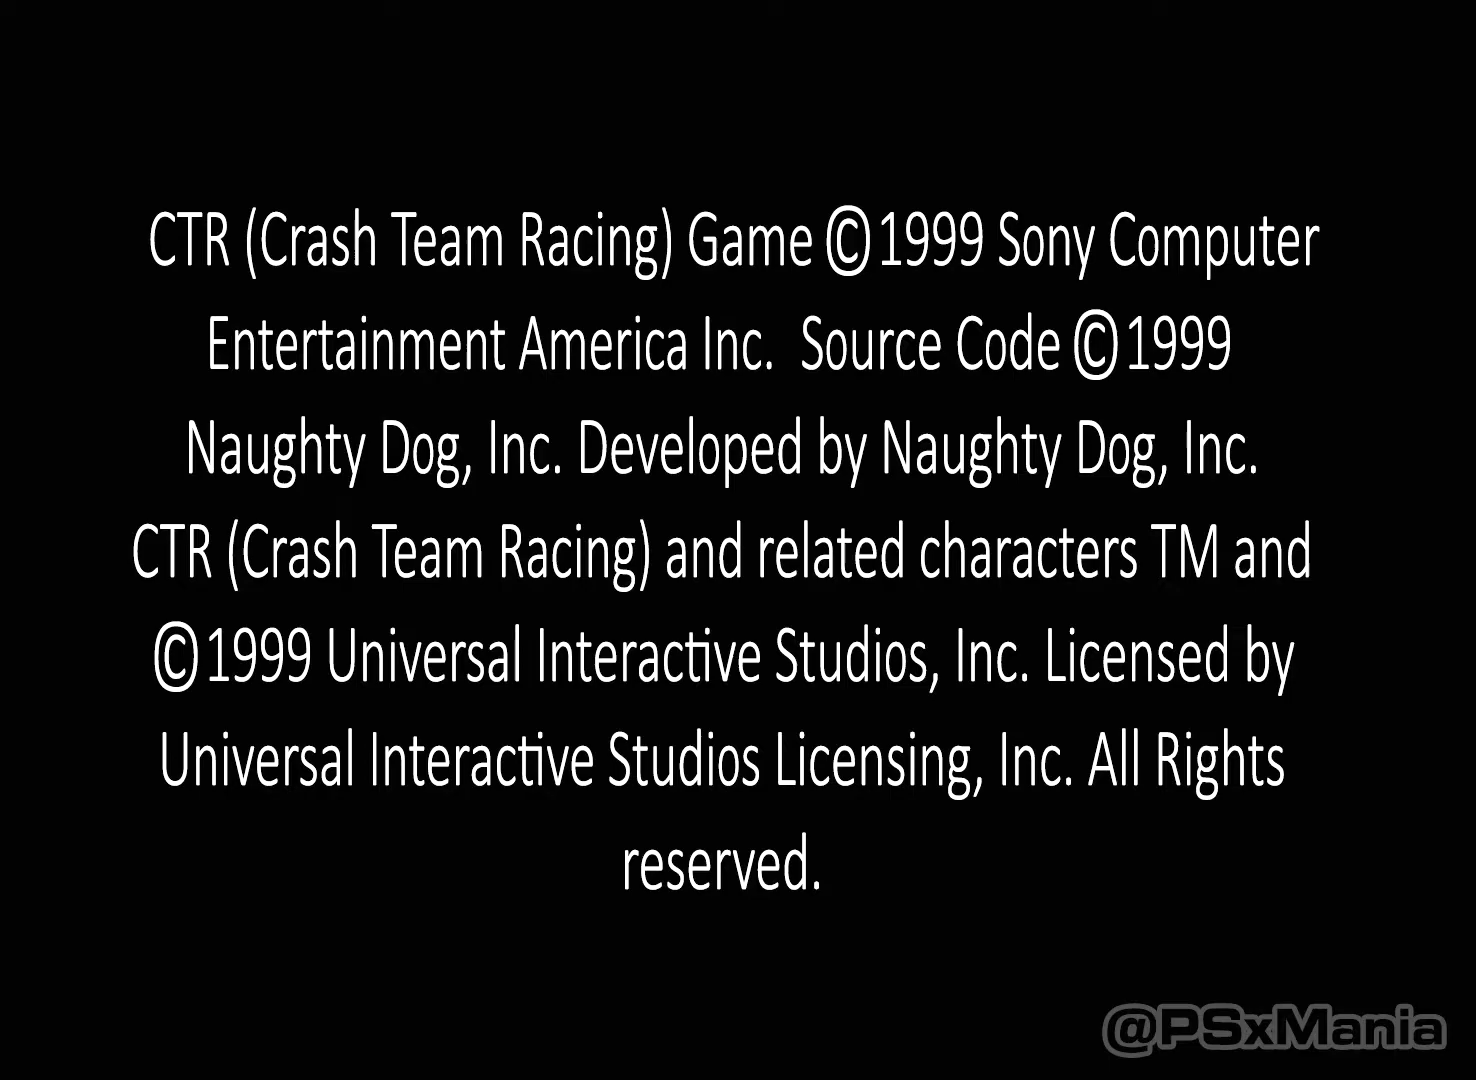 CTR (Crash Team Racing) Game ©1999 Sony Computer
Entertainment America Inc.  Source Code ©1999
Naughty Dog, Inc. Developed by Naughty Dog, Inc.
CTR (Crash Team Racing) and related characters TM and
©1999 Universal Interactive Studios, Inc. Licensed by
Universal Interactive Studios Licensing, Inc. All Rights
reserved.
@PSxMania